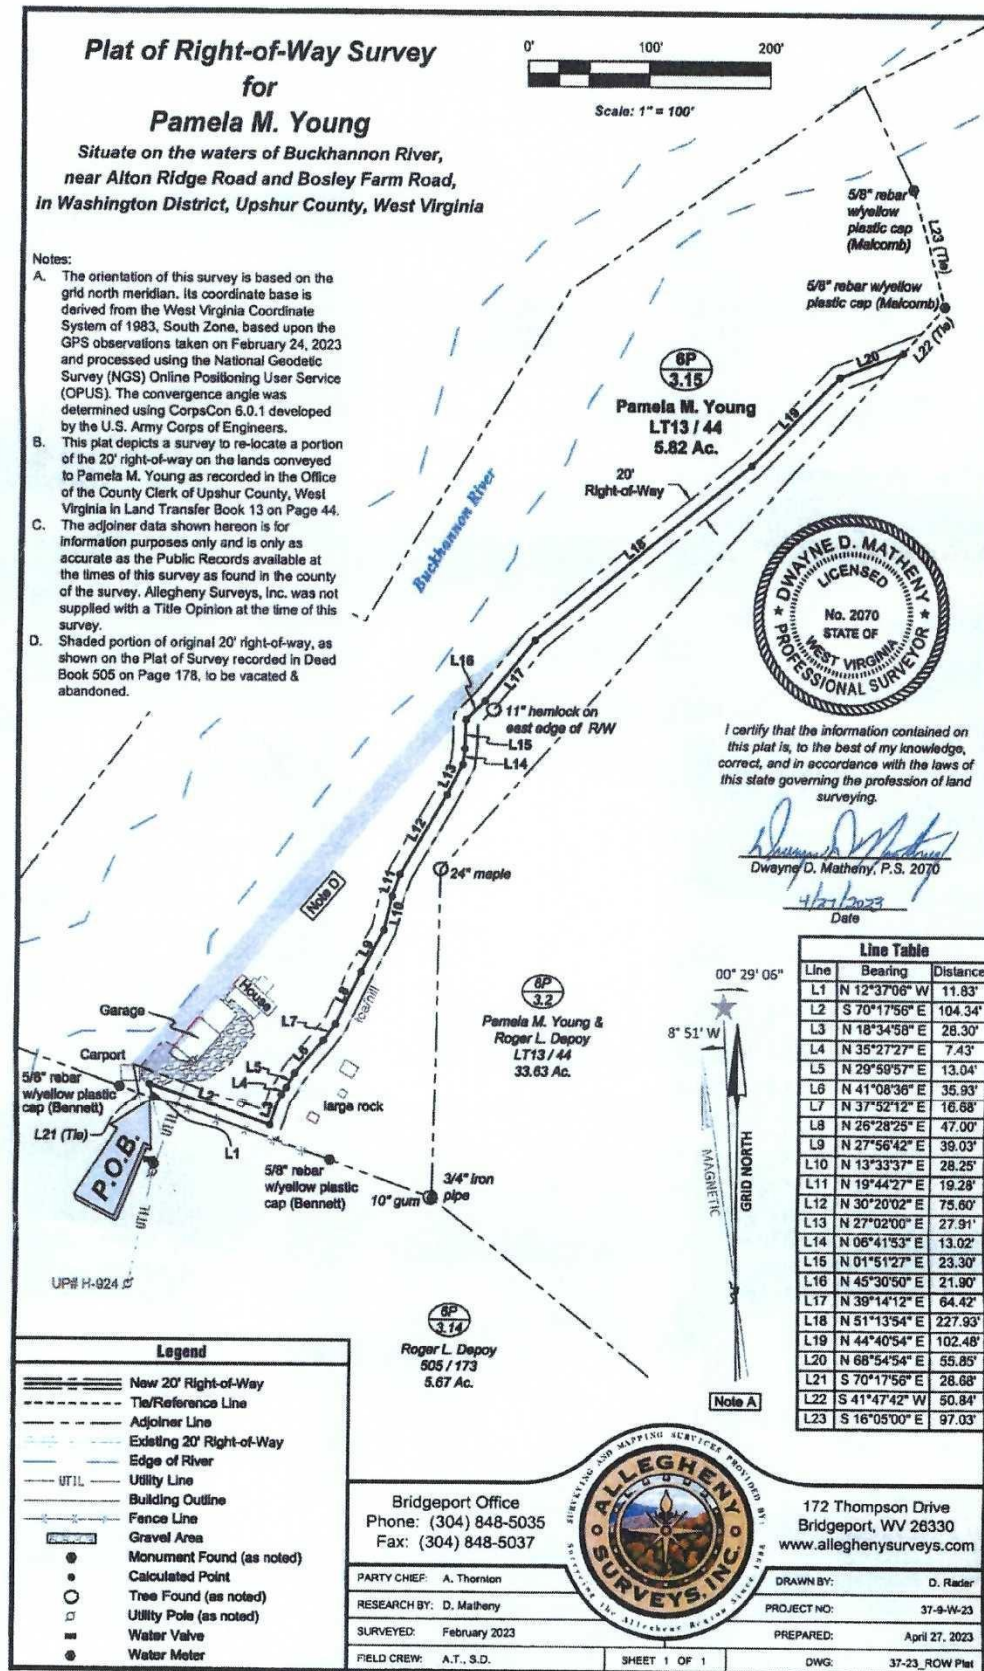 Plat of Right-of-Way Survey
for
Pamela M. Young
Situate on the waters of Buckhannon River,
near Alton Ridge Road and Bosley Farm Road,
in Washington District, Upshur County, West Virginia
0' 100' 200'
Scale: 1" = 100'
Notes:
A. The orientation of this survey is based on the
grid north meridian. Its coordinate base is
derived from the West Virginia Coordinate
System of 1983, South Zone, based upon the
GPS observations taken on February 24, 2023
and processed using the National Geodetic
Survey (NGS) Online Positioning User Service
(OPUS). The convergence angle was
determined using CorpsCon 6.0.1 developed
by the U.S. Army Corps of Engineers.
B. This plat depicts a survey to re-locate a portion
of the 20' right-of-way on the lands conveyed
to Pamela M. Young as recorded in the Office
of the County Clerk of Upshur County, West
Virginia in Land Transfer Book 13 on Page 44.
C. The adjoiner data shown hereon is for
information purposes only and is only as
accurate as the Public Records available at
the times of this survey as found in the county
of the survey. Allegheny Surveys, Inc. was not
supplied with a Title Opinion at the time of this
survey.
D. Shaded portion of original 20' right-of-way, as
shown on the Plat of Survey recorded in Deed
Book 505 on Page 178, to be vacated &
abandoned.
5/8" rebar
w/yellow
plastic cap
(Malcomb)
L23 (Tie)
5/8" rebar w/yellow
plastic cap (Malcomb)
L22 (Tie)
L20
L19
6P
3.15
Pamela M. Young
LT13 / 44
5.82 Ac.
20'
Right-of-Way
Buckhannon River
L18
L17
L16
11" hemlock on
east edge of R/W
L15
L14
L13
L12
24" maple
L11
L10
Note D
L9
L8
L7
L6
L5
L4
L3
L2
House
Garage
Carport
toe/hill
large rock
5/8" rebar
w/yellow plastic
cap (Bennett)
L21 (Tie)
L1
P.O.B.
UTIL
UTIL
5/8" rebar
w/yellow plastic
cap (Bennett)
10" gum
3/4" iron
pipe
UP# H-924
6P
3.2
Pamela M. Young &
Roger L. Depoy
LT13 / 44
33.63 Ac.
6P
3.14
Roger L. Depoy
505 / 173
5.67 Ac.
DWAYNE D. MATHENY
LICENSED
No. 2070
STATE OF
WEST VIRGINIA
PROFESSIONAL SURVEYOR
I certify that the information contained on
this plat is, to the best of my knowledge,
correct, and in accordance with the laws of
this state governing the profession of land
surveying.
Dwayne D. Matheny
Dwayne D. Matheny, P.S. 2070
4/27/2023
Date
00° 29' 06"
8° 51' W
MAGNETIC
GRID NORTH
Note A
Line Table
Line Bearing Distance
L1 N 12°37'06" W 11.83'
L2 S 70°17'56" E 104.34'
L3 N 18°34'58" E 28.30'
L4 N 35°27'27" E 7.43'
L5 N 29°59'57" E 13.04'
L6 N 41°08'36" E 35.93'
L7 N 37°52'12" E 16.68'
L8 N 26°28'25" E 47.00'
L9 N 27°56'42" E 39.03'
L10 N 13°33'37" E 28.25'
L11 N 19°44'27" E 19.28'
L12 N 30°20'02" E 75.60'
L13 N 27°02'00" E 27.91'
L14 N 06°41'53" E 13.02'
L15 N 01°51'27" E 23.30'
L16 N 45°30'50" E 21.90'
L17 N 39°14'12" E 64.42'
L18 N 51°13'54" E 227.93'
L19 N 44°40'54" E 102.48'
L20 N 68°54'54" E 55.85'
L21 S 70°17'56" E 28.68'
L22 S 41°47'42" W 50.84'
L23 S 16°05'00" E 97.03'
Legend
New 20' Right-of-Way
Tie/Reference Line
Adjoiner Line
Existing 20' Right-of-Way
Edge of River
UTIL Utility Line
Building Outline
Fence Line
Gravel Area
Monument Found (as noted)
Calculated Point
Tree Found (as noted)
Utility Pole (as noted)
Water Valve
Water Meter
Bridgeport Office
Phone: (304) 848-5035
Fax: (304) 848-5037
SURVEYING AND MAPPING SERVICES PROVIDED BY:
ALLEGHENY
SURVEYS, INC.
Surveying the Allegheny Region Since 1984
172 Thompson Drive
Bridgeport, WV 26330
www.alleghenysurveys.com
PARTY CHIEF: A. Thornton
RESEARCH BY: D. Matheny
SURVEYED: February 2023
FIELD CREW: A.T., S.D.
SHEET 1 OF 1
DRAWN BY: D. Rader
PROJECT NO: 37-9-W-23
PREPARED: April 27, 2023
DWG: 37-23_ROW Plat